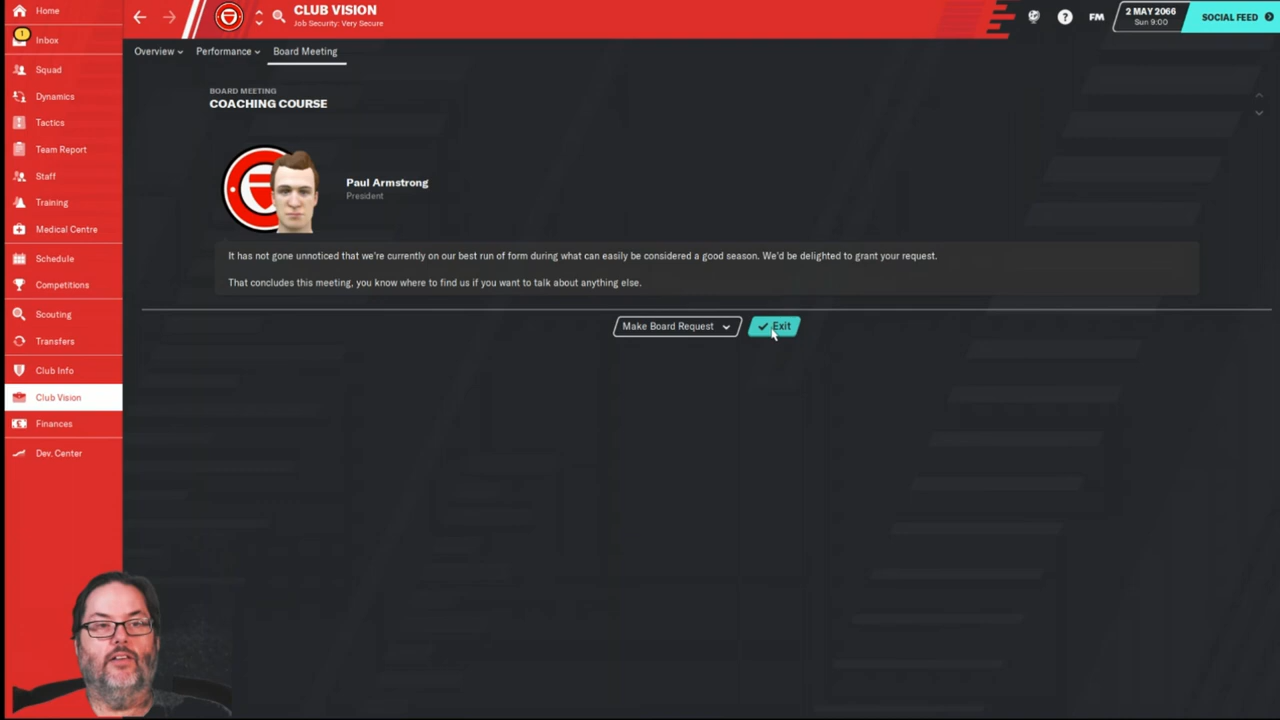 Home
CLUB VISION
Job Security: Very Secure
FM
2 MAY 2066
Sun 9:00
SOCIAL FEED
1
Inbox
Overview
Performance
Board Meeting
Squad
Dynamics
Tactics
Team Report
Staff
Training
Medical Centre
Schedule
Competitions
Scouting
Transfers
Club Info
Club Vision
Finances
Dev. Center
BOARD MEETING
COACHING COURSE
Paul Armstrong
President
It has not gone unnoticed that we're currently on our best run of form during what can easily be considered a good season. We'd be delighted to grant your request.
That concludes this meeting, you know where to find us if you want to talk about anything else.
Make Board Request
Exit